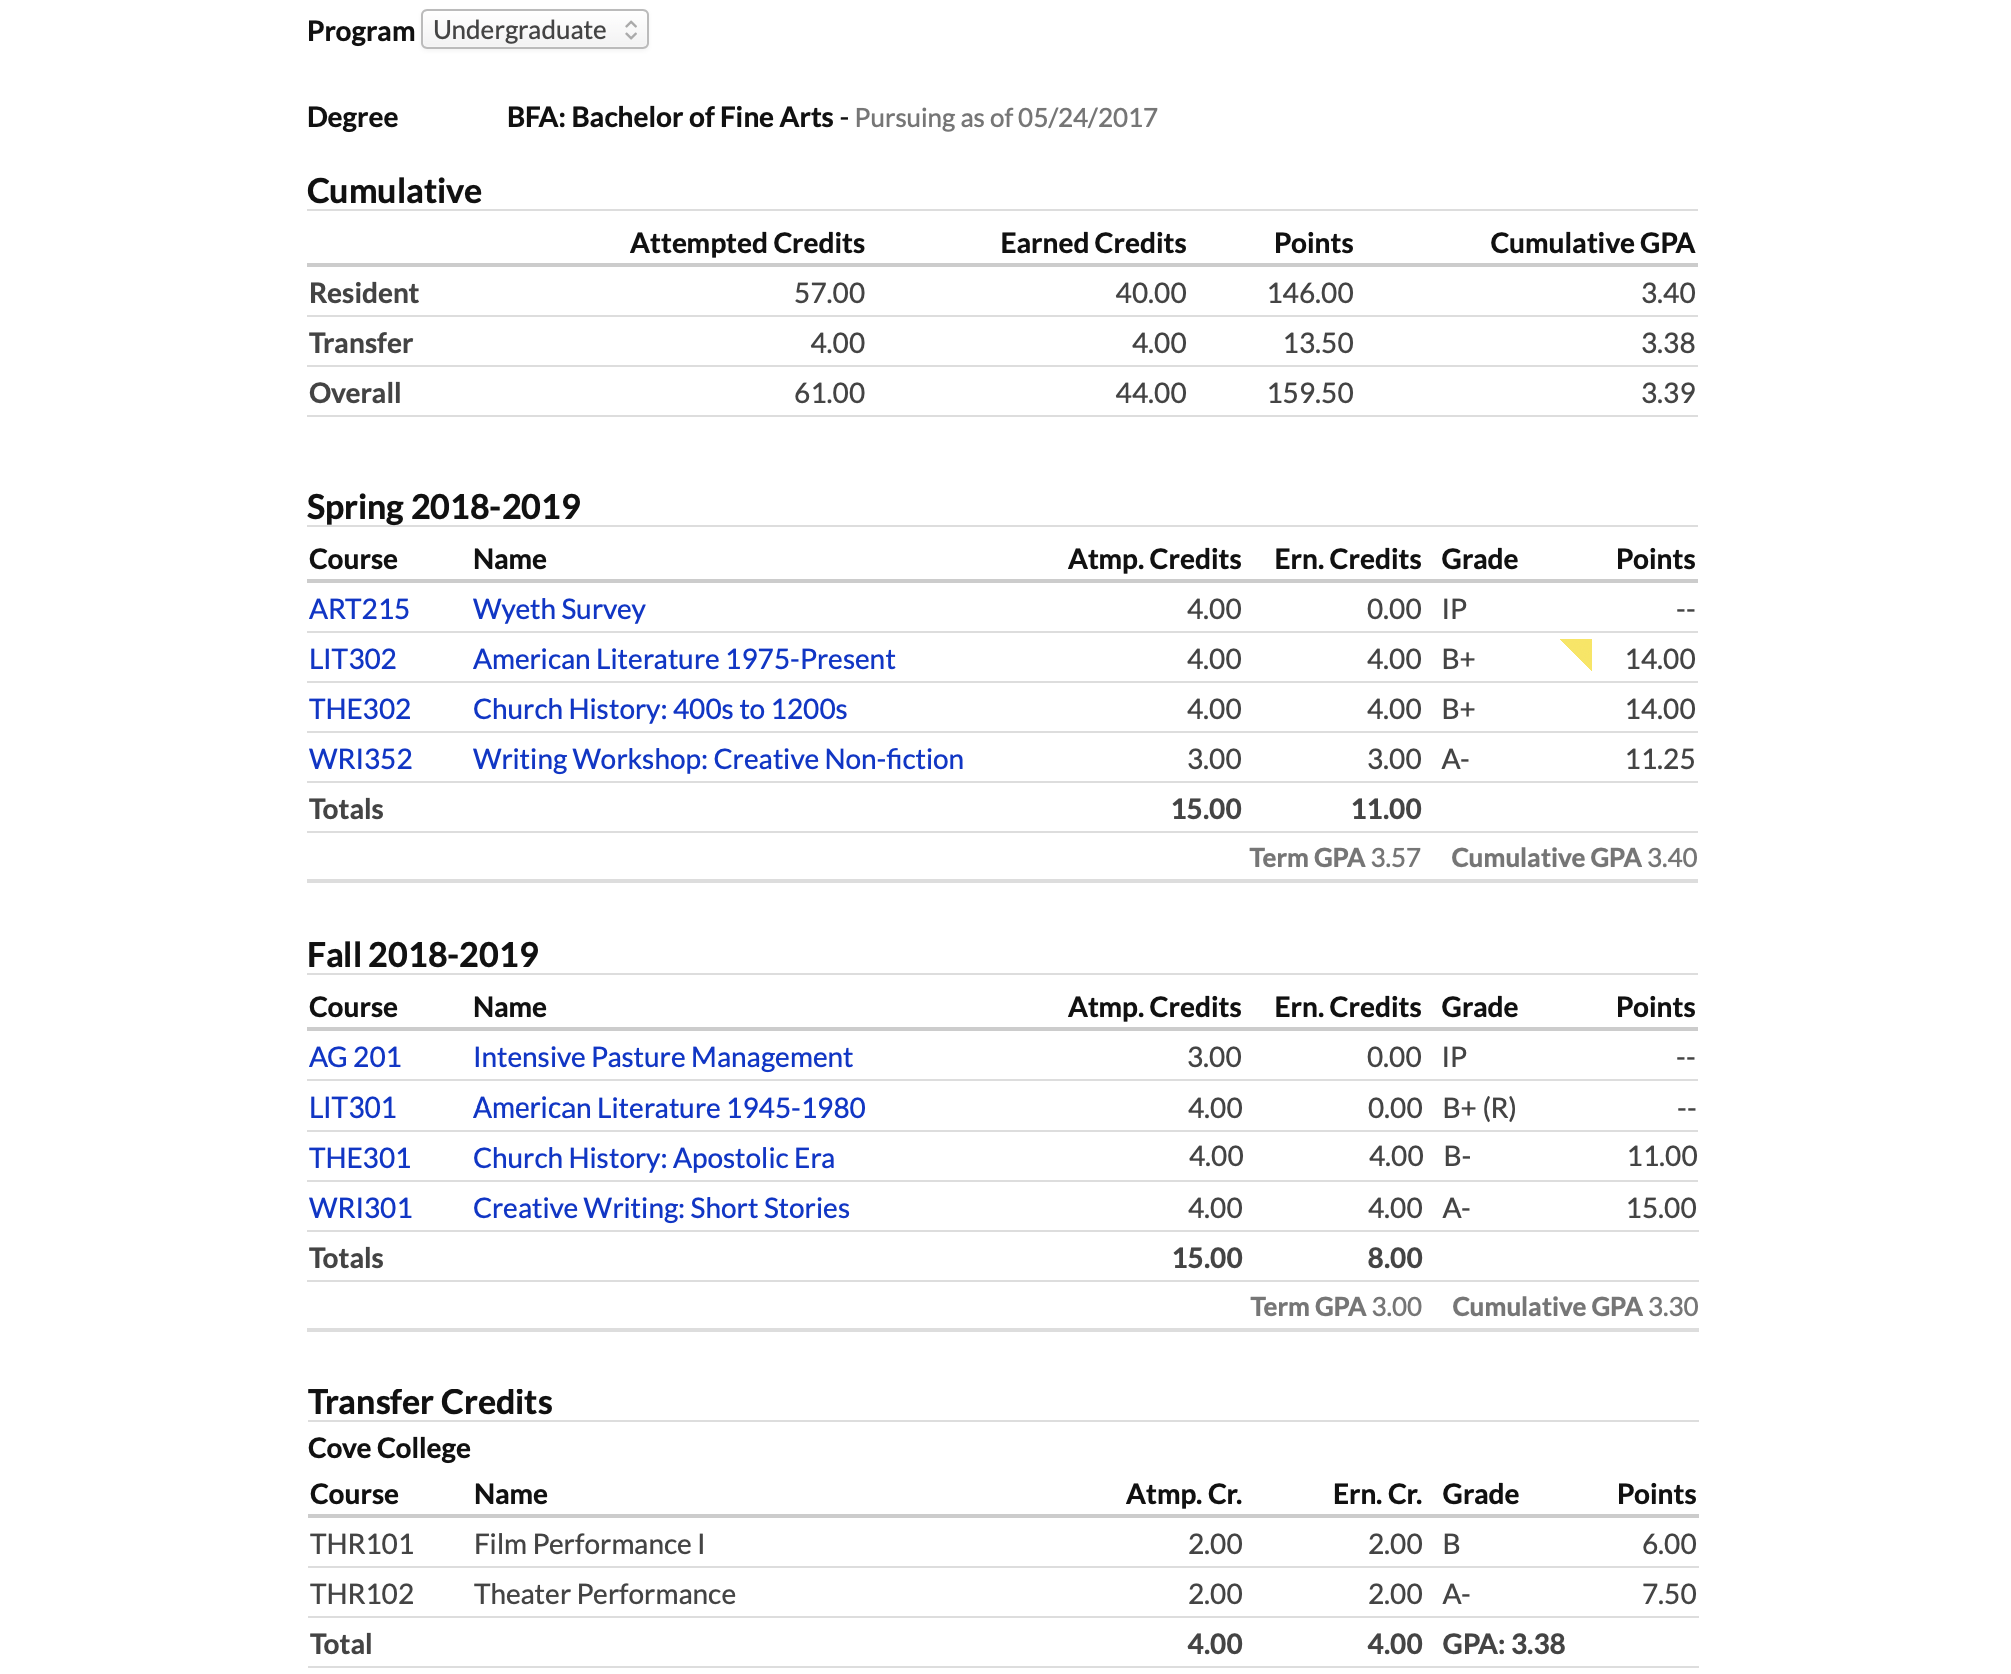 Program Undergraduate
Degree BFA: Bachelor of Fine Arts - Pursuing as of 05/24/2017
Cumulative
Attempted Credits Earned Credits Points Cumulative GPA
Resident 57.00 40.00 146.00 3.40
Transfer 4.00 4.00 13.50 3.38
Overall 61.00 44.00 159.50 3.39
Spring 2018-2019
Course Name Atmp. Credits Ern. Credits Grade Points
ART215 Wyeth Survey 4.00 0.00 IP --
LIT302 American Literature 1975-Present 4.00 4.00 B+ 14.00
THE302 Church History: 400s to 1200s 4.00 4.00 B+ 14.00
WRI352 Writing Workshop: Creative Non-fiction 3.00 3.00 A- 11.25
Totals 15.00 11.00
Term GPA 3.57 Cumulative GPA 3.40
Fall 2018-2019
Course Name Atmp. Credits Ern. Credits Grade Points
AG 201 Intensive Pasture Management 3.00 0.00 IP --
LIT301 American Literature 1945-1980 4.00 0.00 B+ (R) --
THE301 Church History: Apostolic Era 4.00 4.00 B- 11.00
WRI301 Creative Writing: Short Stories 4.00 4.00 A- 15.00
Totals 15.00 8.00
Term GPA 3.00 Cumulative GPA 3.30
Transfer Credits
Cove College
Course Name Atmp. Cr. Ern. Cr. Grade Points
THR101 Film Performance I 2.00 2.00 B 6.00
THR102 Theater Performance 2.00 2.00 A- 7.50
Total 4.00 4.00 GPA: 3.38